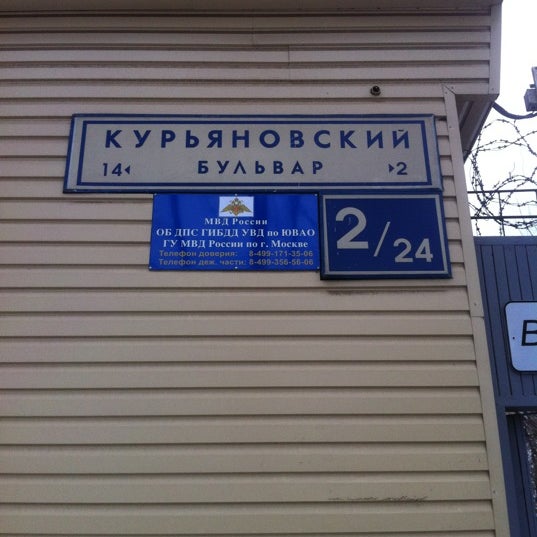 КУРЬЯНОВСКИЙ
14 БУЛЬВАР 2
МВД России
ОБ ДПС ГИБДД УВД по ЮВАО
ГУ МВД России по г. Москве
Телефон доверия: 8-499-171-35-06
Телефон деж. части: 8-499-356-56-06
2/24
В